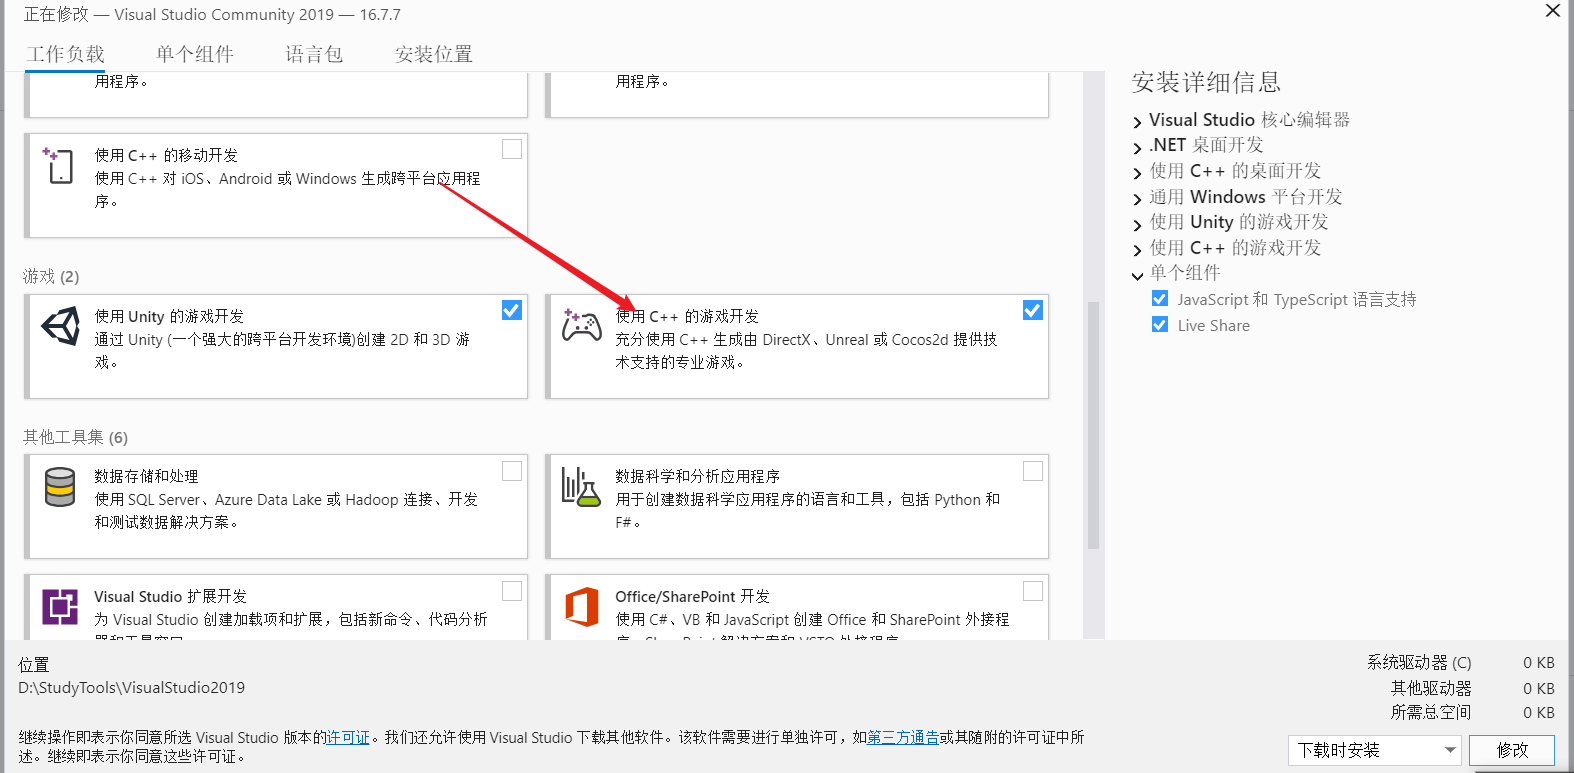 正在修改 — Visual Studio Community 2019 — 16.7.7
工作负载 单个组件 语言包 安装位置
用程序。 用程序。
使用 C++ 的移动开发
使用 C++ 对 iOS、Android 或 Windows 生成跨平台应用程
序。
游戏 (2)
使用 Unity 的游戏开发
通过 Unity (一个强大的跨平台开发环境)创建 2D 和 3D 游
戏。
使用 C++ 的游戏开发
充分使用 C++ 生成由 DirectX、Unreal 或 Cocos2d 提供技
术支持的专业游戏。
其他工具集 (6)
数据存储和处理
使用 SQL Server、Azure Data Lake 或 Hadoop 连接、开发
和测试数据解决方案。
数据科学和分析应用程序
用于创建数据科学应用程序的语言和工具，包括 Python 和
F#。
Visual Studio 扩展开发
为 Visual Studio 创建加载项和扩展，包括新命令、代码分析
器和工具窗口
Office/SharePoint 开发
使用 C#、VB 和 JavaScript 创建 Office 和 SharePoint 外接程
序、SharePoint 解决方案和 VSTO 外接程序
安装详细信息
Visual Studio 核心编辑器
.NET 桌面开发
使用 C++ 的桌面开发
通用 Windows 平台开发
使用 Unity 的游戏开发
使用 C++ 的游戏开发
单个组件
JavaScript 和 TypeScript 语言支持
Live Share
位置
D:\StudyTools\VisualStudio2019
系统驱动器 (C) 0 KB
其他驱动器 0 KB
所需总空间 0 KB
继续操作即表示你同意所选 Visual Studio 版本的许可证。我们还允许使用 Visual Studio 下载其他软件。该软件需要进行单独许可，如第三方通告或其随附的许可证中所
述。继续即表示你同意这些许可证。
下载时安装 修改